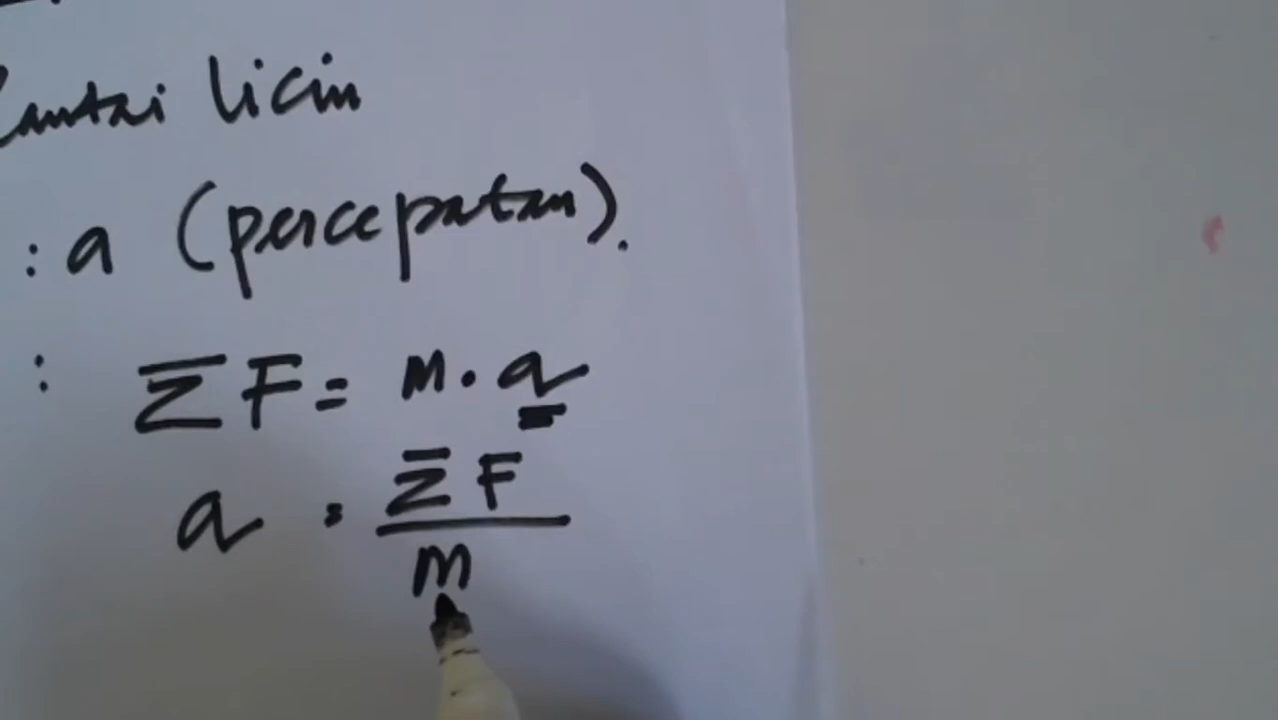 Lantai licin
: a (percepatan).
: ΣF = m . a
a = ΣF / m